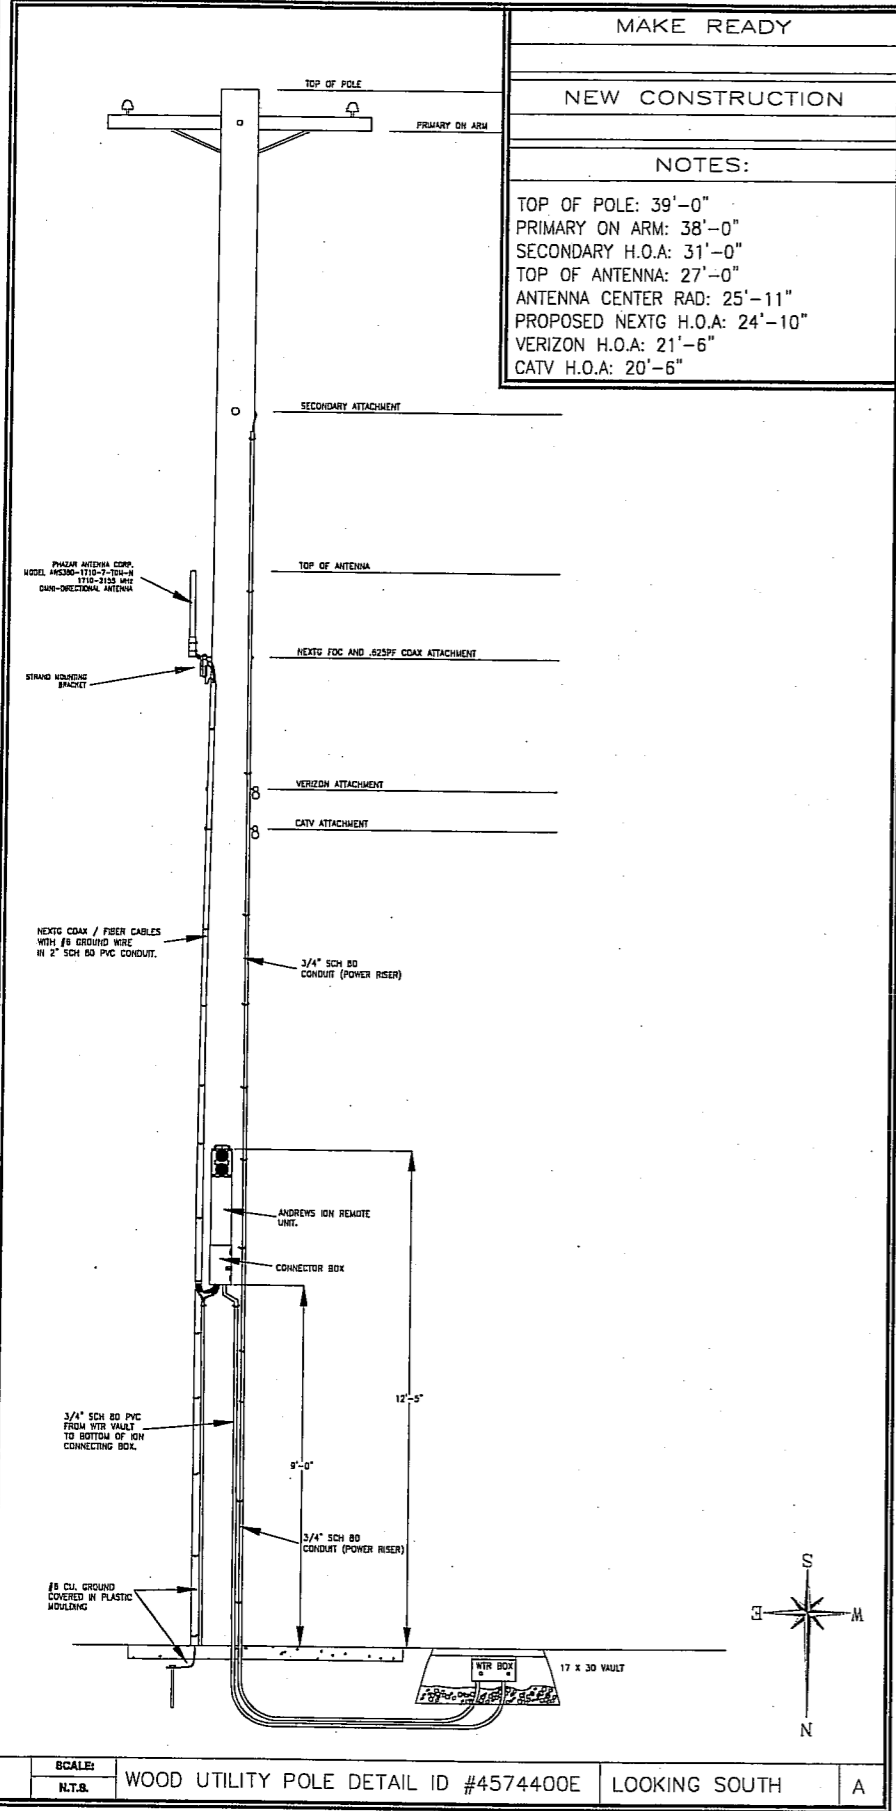 MAKE READY
NEW CONSTRUCTION
NOTES:
TOP OF POLE: 39'-0"
PRIMARY ON ARM: 38'-0"
SECONDARY H.O.A: 31'-0"
TOP OF ANTENNA: 27'-0"
ANTENNA CENTER RAD: 25'-11"
PROPOSED NEXTG H.O.A: 24'-10"
VERIZON H.O.A: 21'-6"
CATV H.O.A: 20'-6"
TOP OF POLE
PRIMARY ON ARM
SECONDARY ATTACHMENT
PHAZAR ANTENNA CORP.
MODEL
1710-2155 MHz
OMNI-DIRECTIONAL ANTENNA
TOP OF ANTENNA
NEXTG FOC AND .625PF COAX ATTACHMENT
STRAND MOUNTING
BRACKET
VERIZON ATTACHMENT
CATV ATTACHMENT
NEXTG COAX / FIBER CABLES
WITH #6 GROUND WIRE
IN 2" SCH 80 PVC CONDUIT.
3/4" SCH 80
CONDUIT (POWER RISER)
ANDREWS ION REMOTE
UNIT.
CONNECTOR BOX
12'-5"
3/4" SCH 80 PVC
FROM WTR VAULT
TO BOTTOM OF ION
CONNECTING BOX.
9'-0"
3/4" SCH 80
CONDUIT (POWER RISER)
#6 CU. GROUND
COVERED IN PLASTIC
MOULDING
S
E
W
N
WTR BOX
17 X 30 VAULT
SCALE:
N.T.S.
WOOD UTILITY POLE DETAIL ID #4574400E
LOOKING SOUTH
A